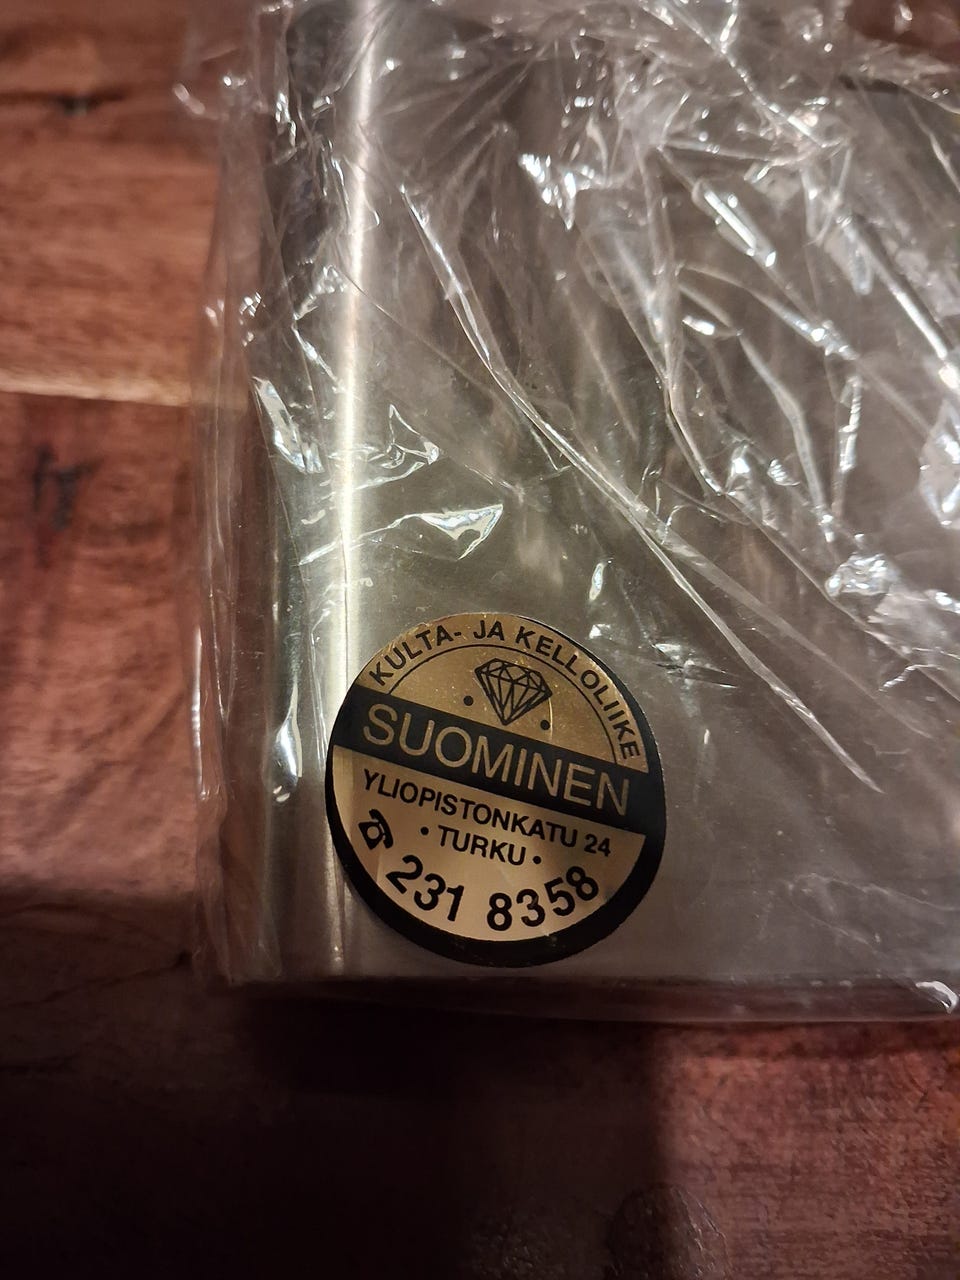 KULTA- JA KELLOLIIKE
SUOMINEN
YLIOPISTONKATU 24
• TURKU •
☎ 231 8358